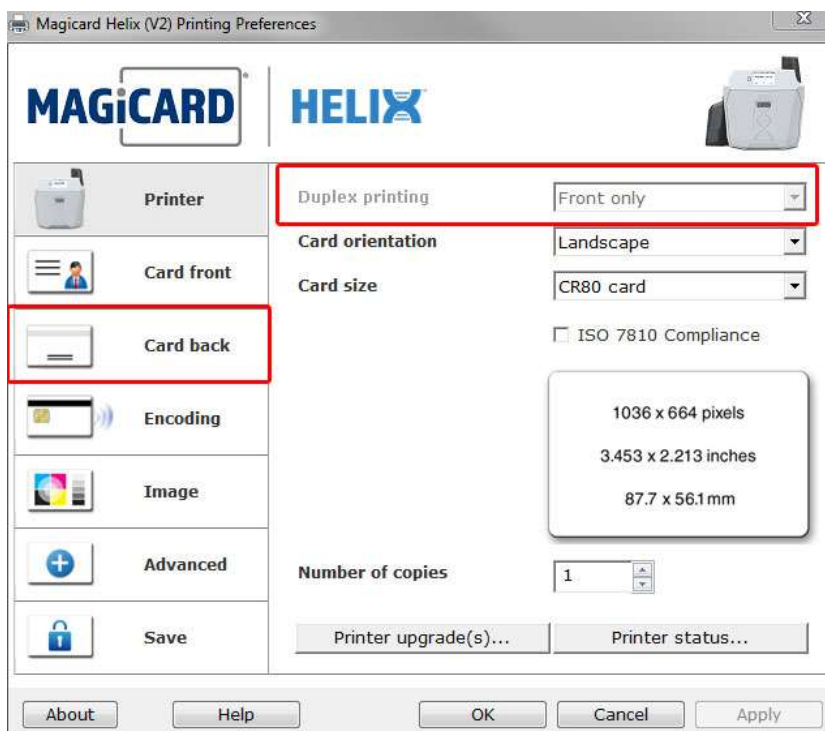 Magicard Helix (V2) Printing Preferences
MAGiCARD HELIX
Printer
Card front
Card back
Encoding
Image
Advanced
Save
Duplex printing Front only
Card orientation Landscape
Card size CR80 card
ISO 7810 Compliance
1036 x 664 pixels
3.453 x 2.213 inches
87.7 x 56.1 mm
Number of copies 1
Printer upgrade(s)... Printer status...
About Help OK Cancel Apply